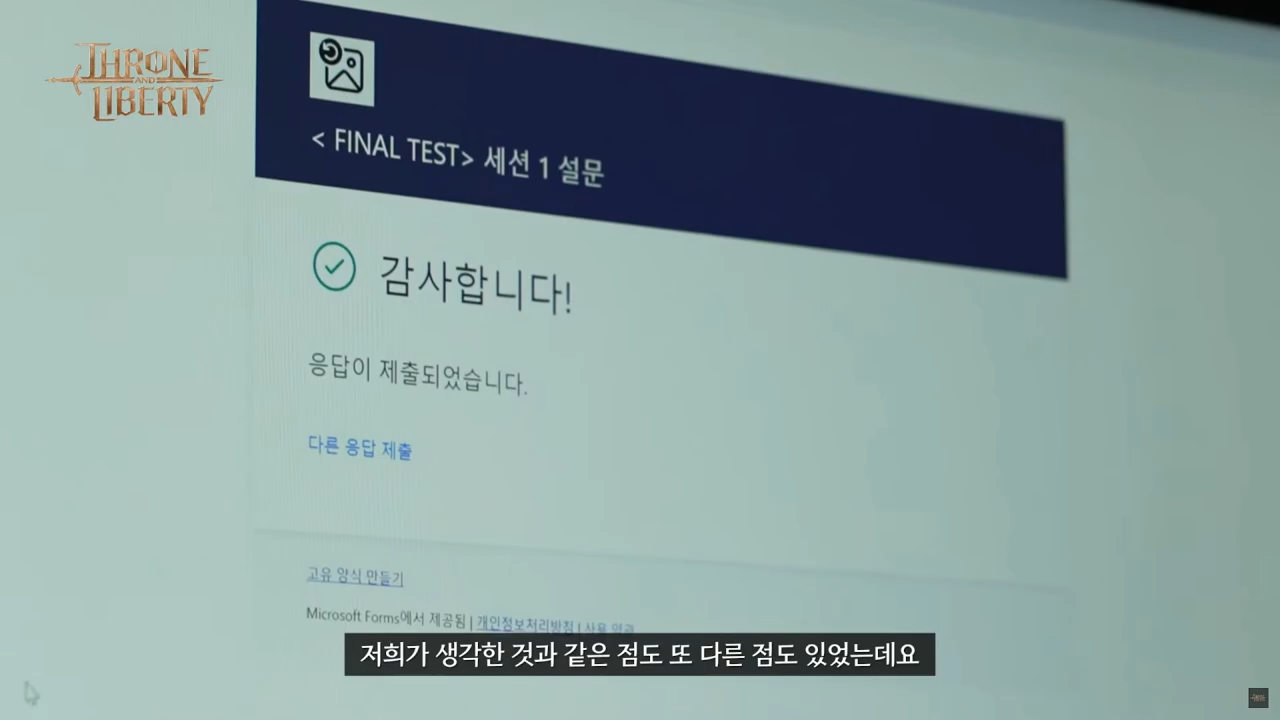 THRONE
AND
LIBERTY
< FINAL TEST> 세션 1 설문
감사합니다!
응답이 제출되었습니다.
다른 응답 제출
고유 양식 만들기
Microsoft Forms에서 제공됨 | 개인정보처리방침 | 사용 약관
저희가 생각한 것과 같은 점도 또 다른 점도 있었는데요